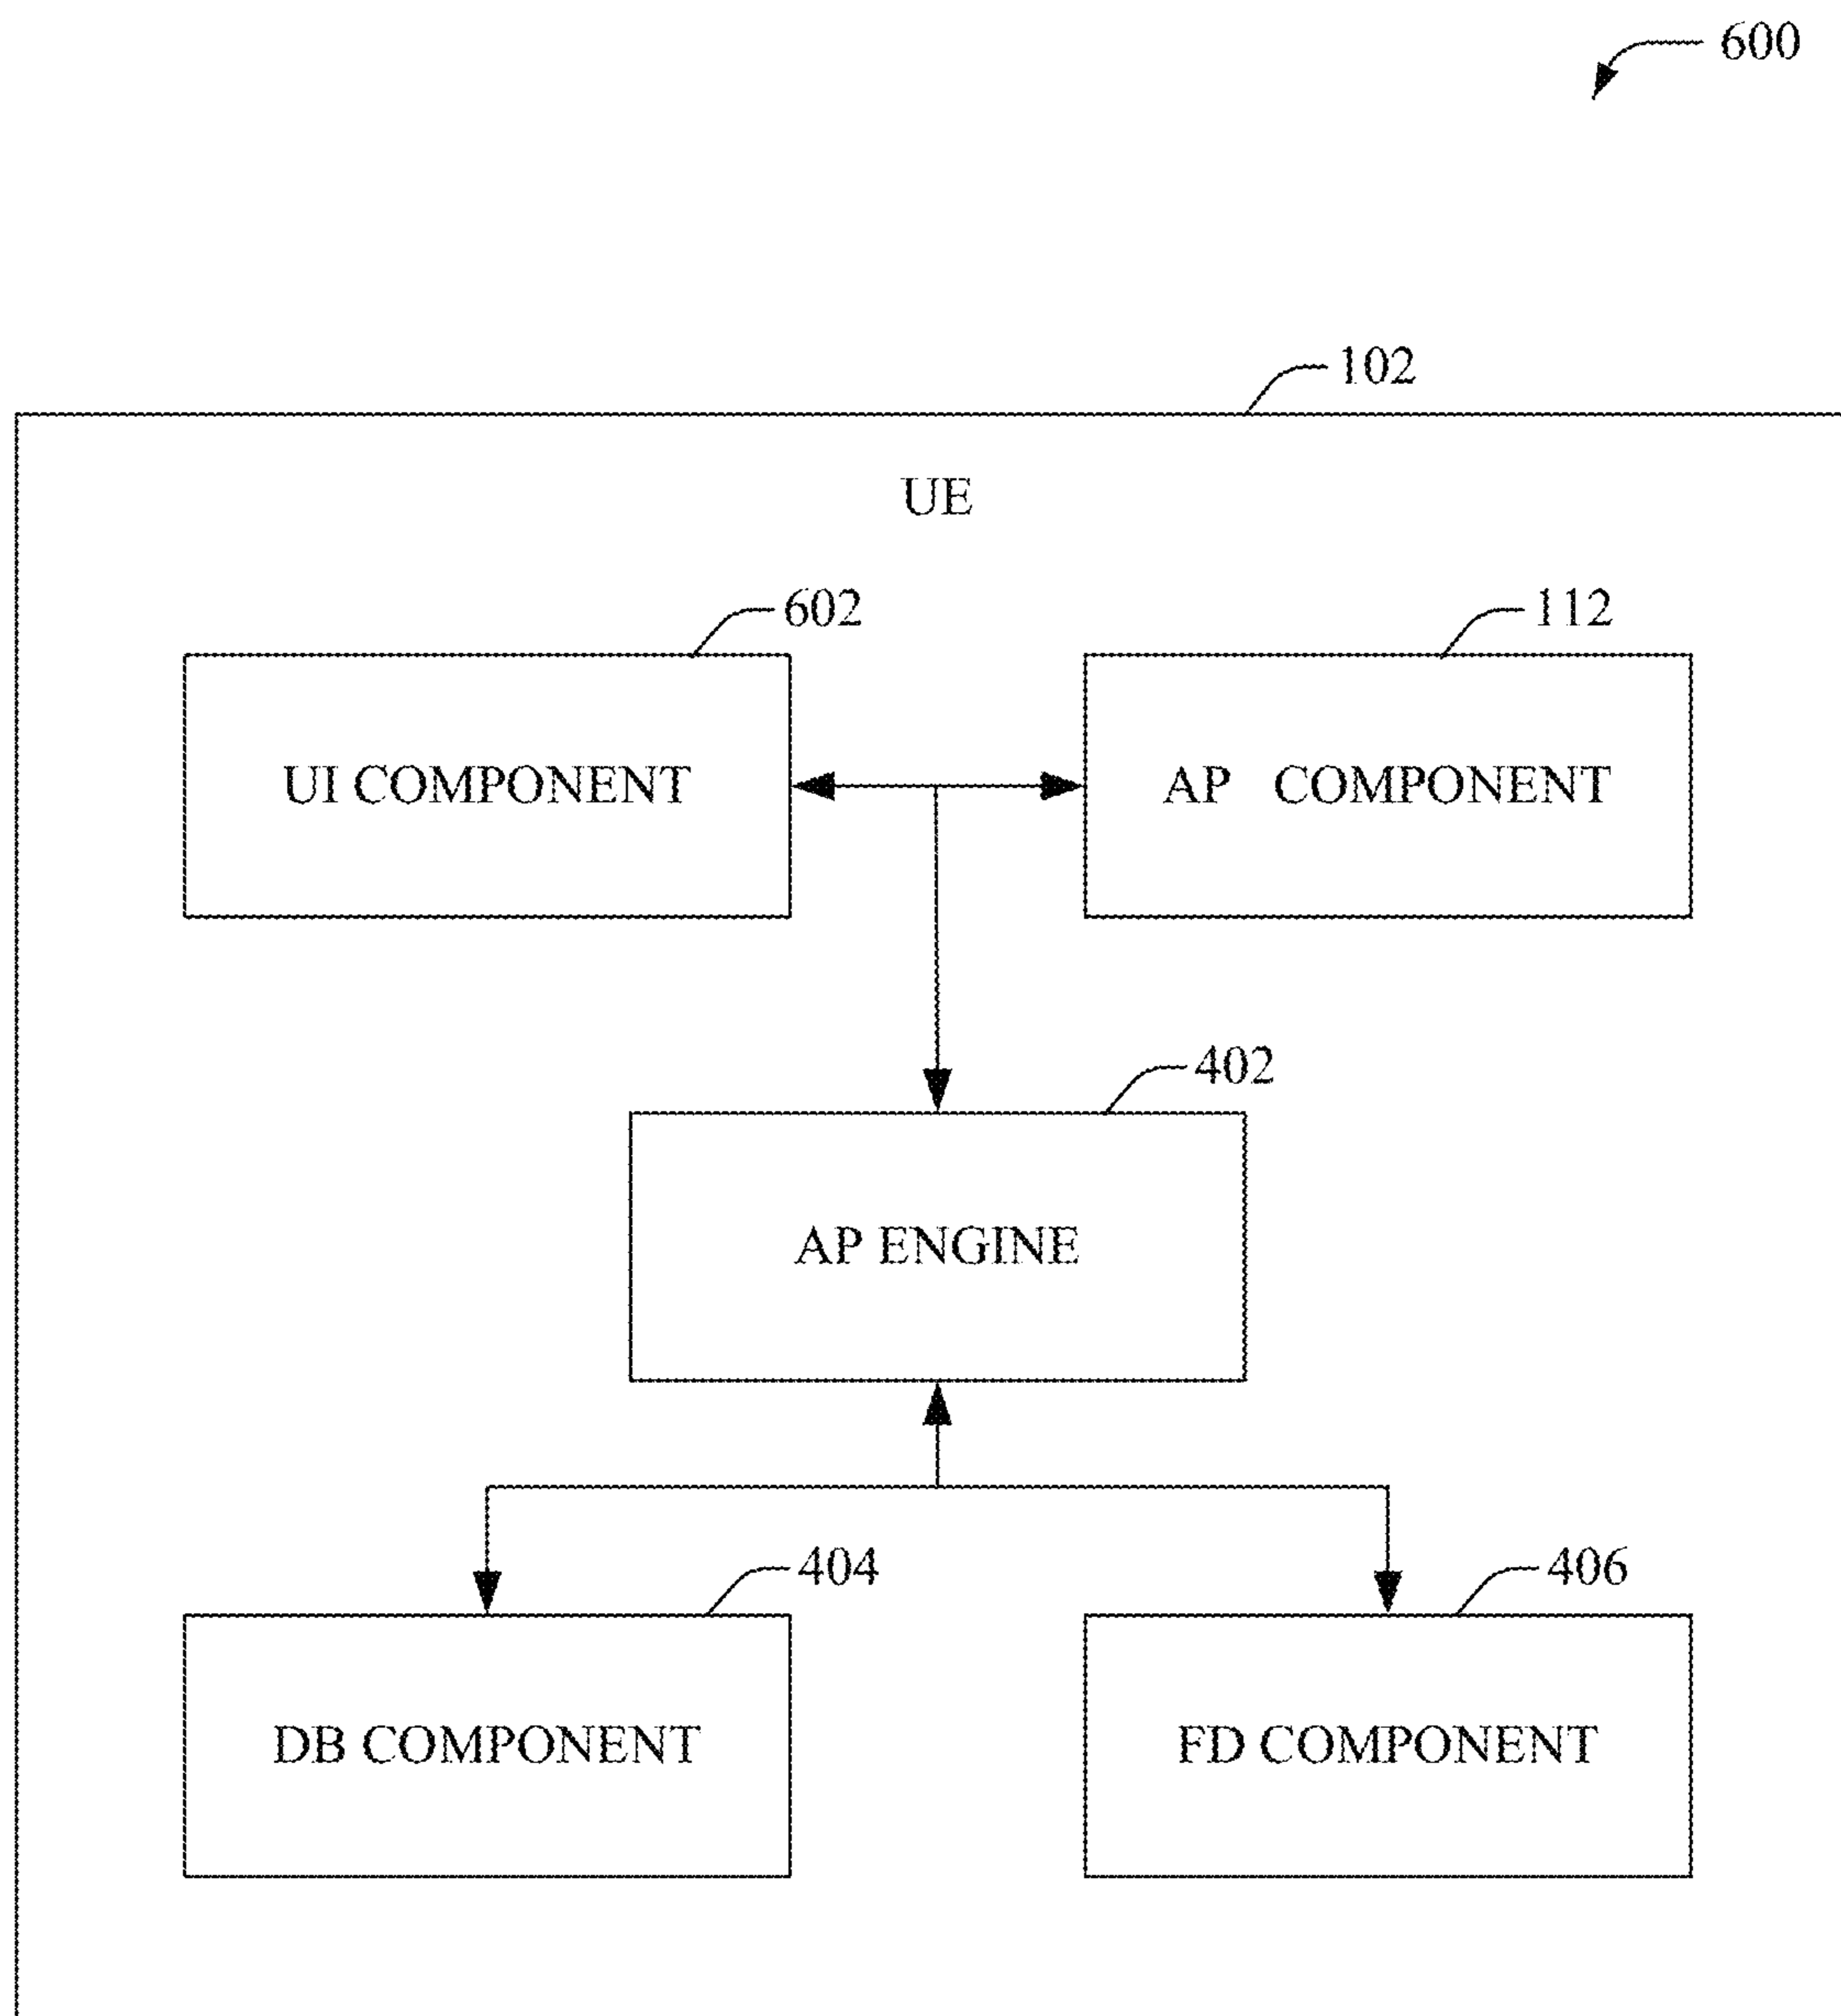 600
102
UE
602
112
UI COMPONENT
AP COMPONENT
402
AP ENGINE
404
406
DB COMPONENT
FD COMPONENT